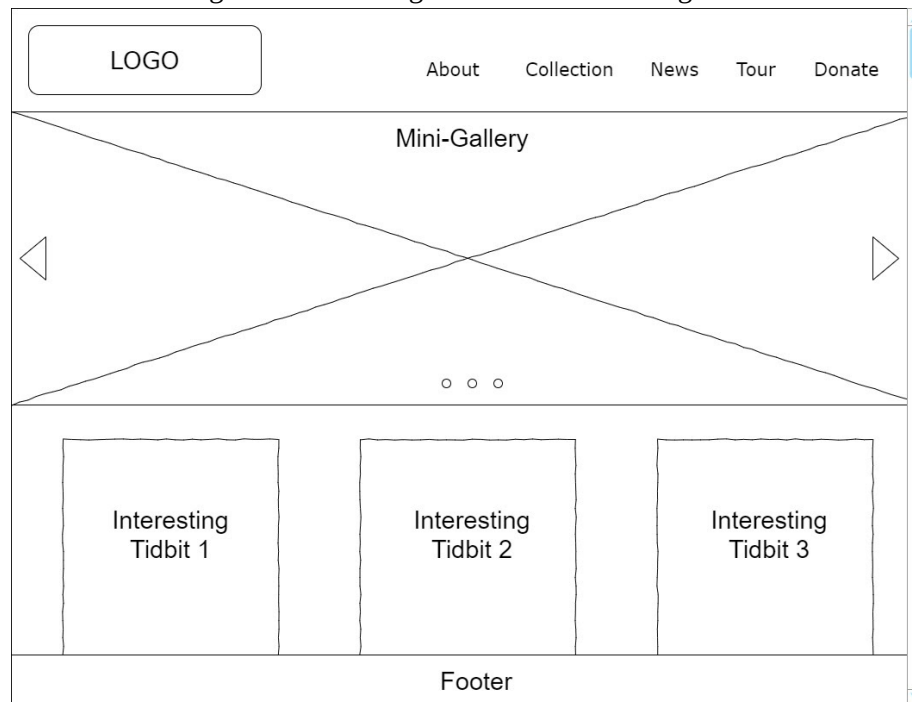 LOGO
About Collection News Tour Donate
Mini-Gallery
Interesting
Tidbit 1
Interesting
Tidbit 2
Interesting
Tidbit 3
Footer